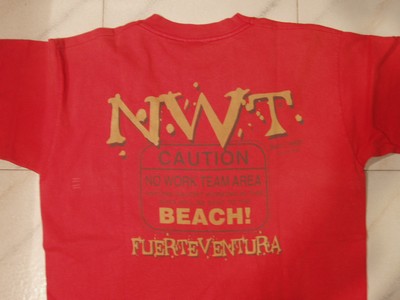 N.W.T.
CAUTION
NO WORK TEAM AREA
BEACH!
FUERTEVENTURA